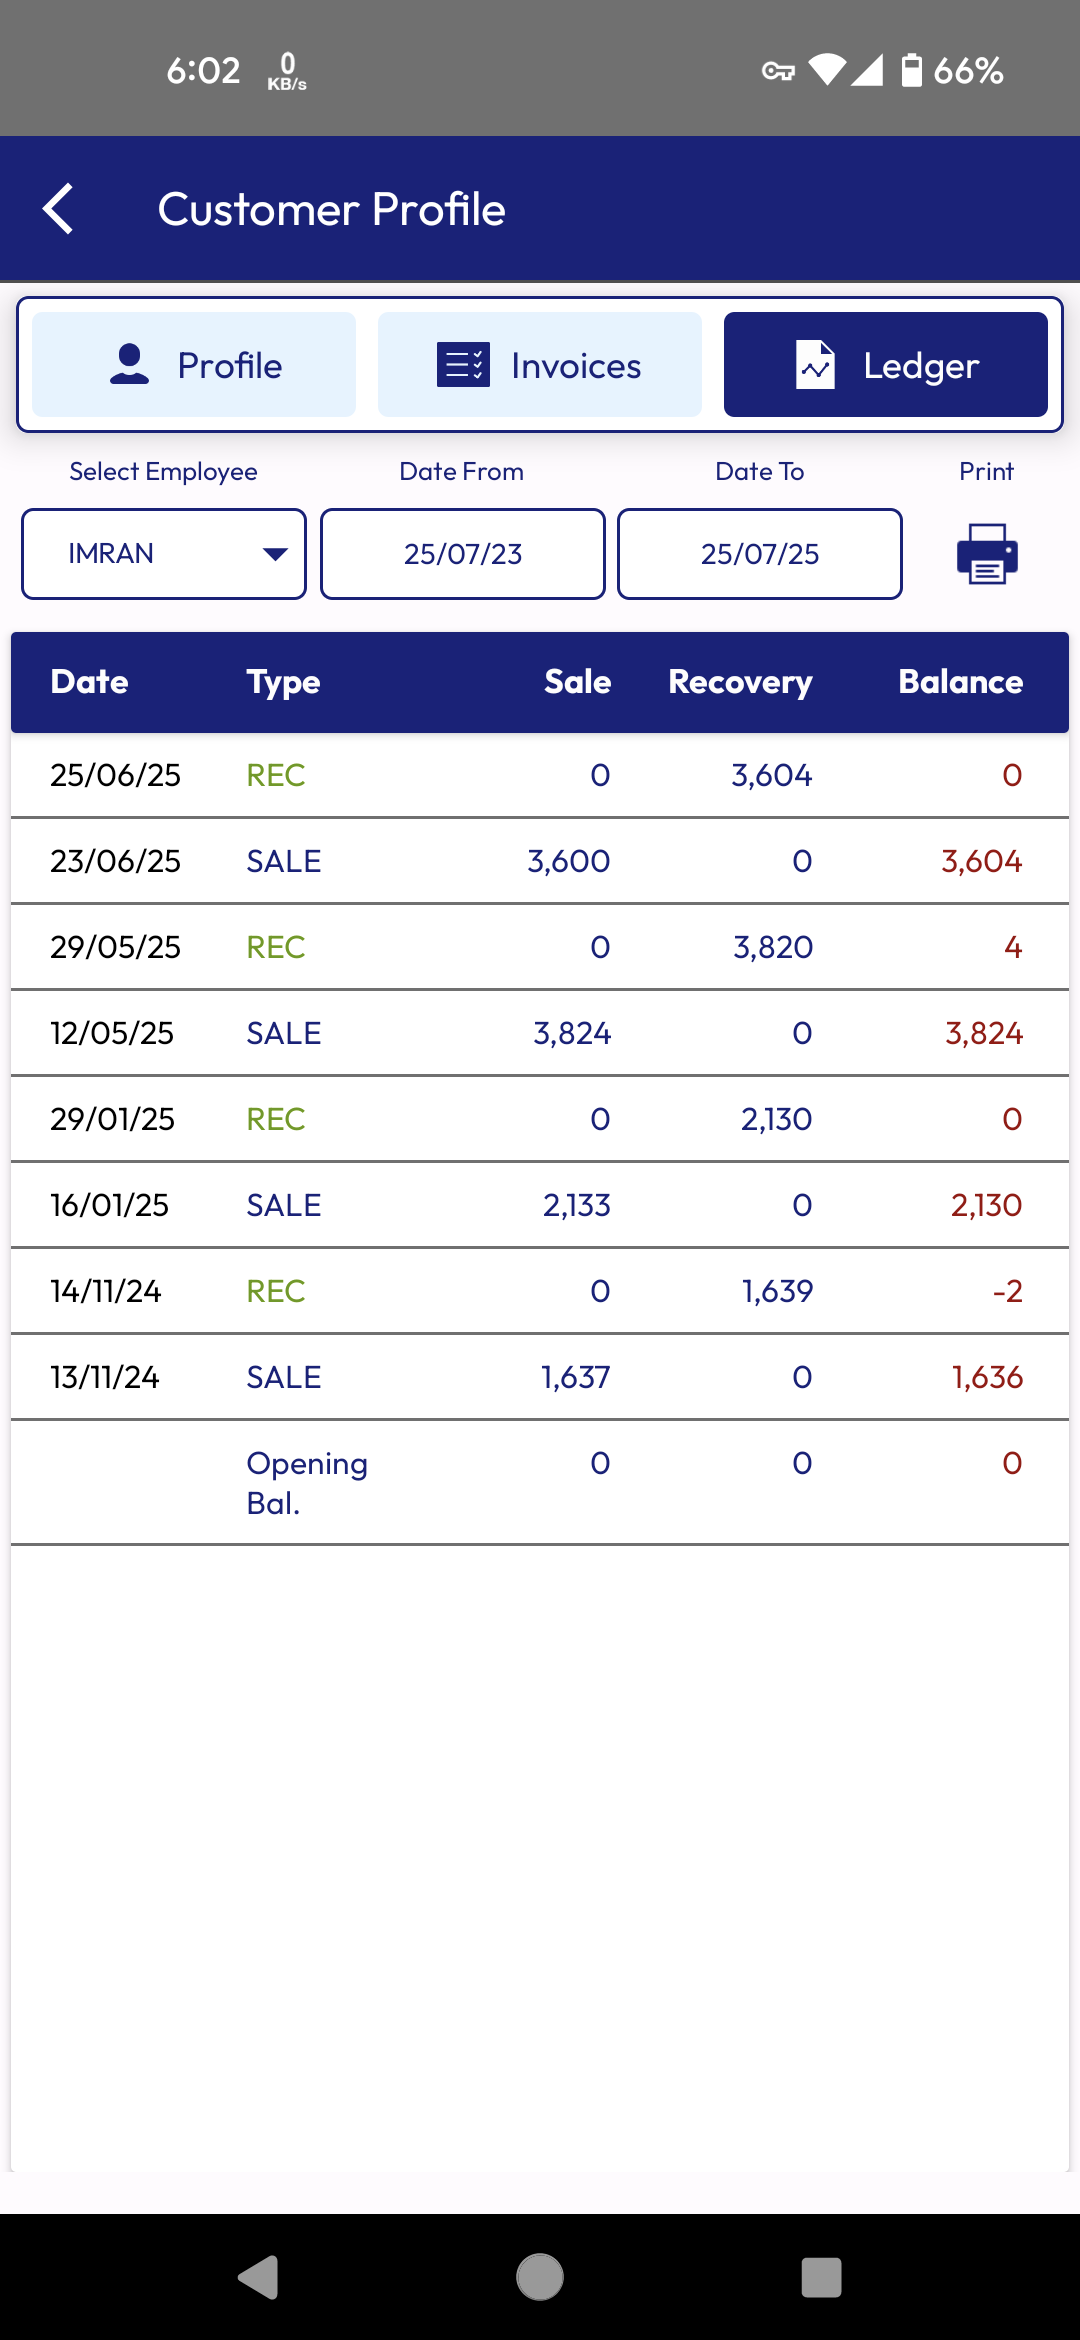 6:02 0 KB/s 66%
Customer Profile
Profile Invoices Ledger
Select Employee Date From Date To Print
IMRAN 25/07/23 25/07/25
Date Type Sale Recovery Balance
25/06/25 REC 0 3,604 0
23/06/25 SALE 3,600 0 3,604
29/05/25 REC 0 3,820 4
12/05/25 SALE 3,824 0 3,824
29/01/25 REC 0 2,130 0
16/01/25 SALE 2,133 0 2,130
14/11/24 REC 0 1,639 -2
13/11/24 SALE 1,637 0 1,636
Opening 0 0 0
Bal.